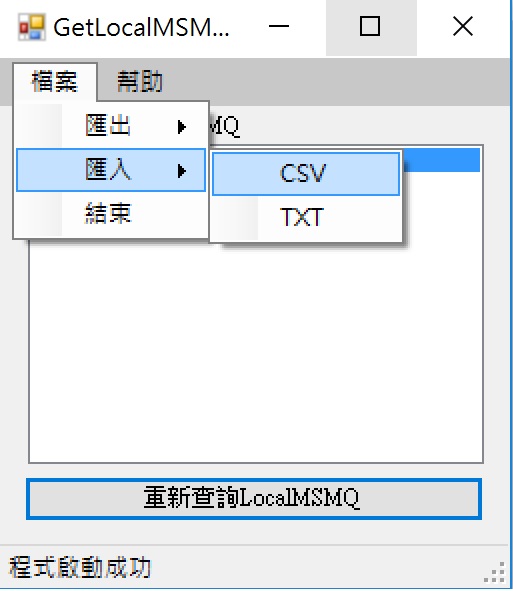 GetLocalMSM...
檔案 幫助
匯出
MQ
匯入
CSV
結束
TXT
重新查詢LocalMSMQ
程式啟動成功